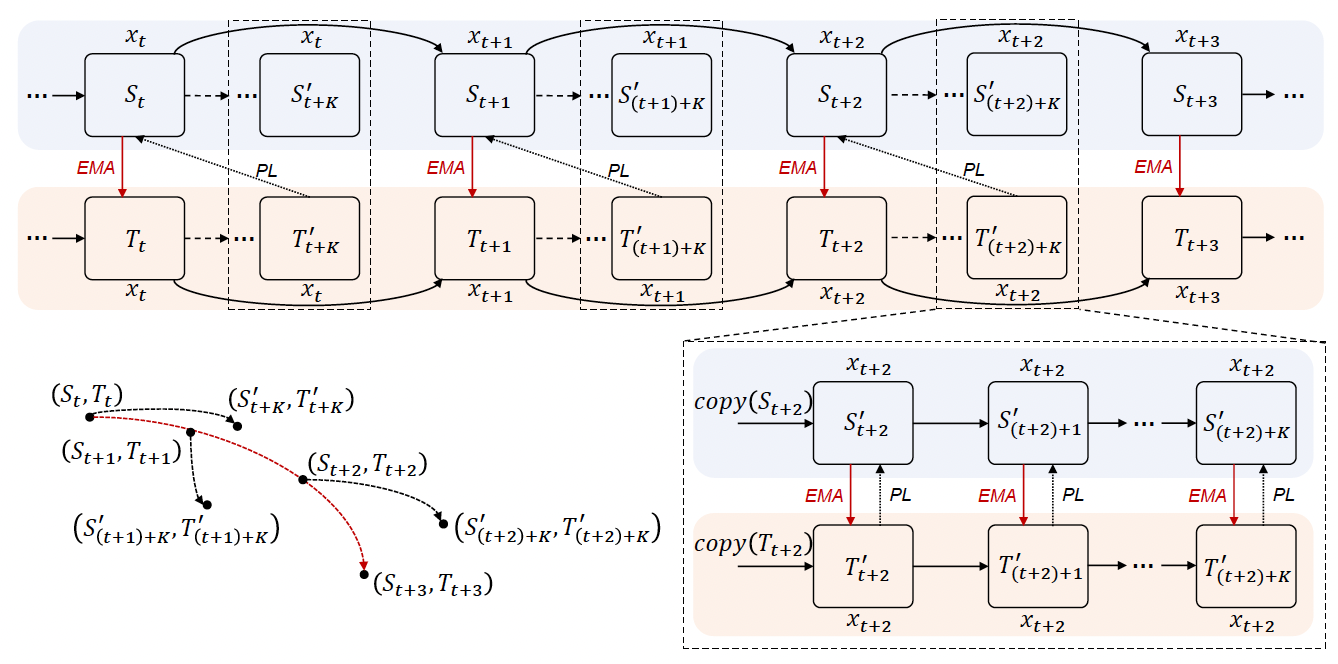 x_t x_t x_{t+1} x_{t+1} x_{t+2} x_{t+2} x_{t+3}
... S_t ... S'_{t+K} S_{t+1} ... S'_{(t+1)+K} S_{t+2} ... S'_{(t+2)+K} S_{t+3} ...
EMA PL EMA PL EMA PL EMA
... T_t ... T'_{t+K} T_{t+1} ... T'_{(t+1)+K} T_{t+2} ... T'_{(t+2)+K} T_{t+3} ...
x_t x_t x_{t+1} x_{t+1} x_{t+2} x_{t+2} x_{t+3}
(S_t, T_t)
(S'_{t+K}, T'_{t+K})
(S_{t+1}, T_{t+1})
(S_{t+2}, T_{t+2})
(S'_{(t+1)+K}, T'_{(t+1)+K})
(S'_{(t+2)+K}, T'_{(t+2)+K})
(S_{t+3}, T_{t+3})
x_{t+2} x_{t+2} x_{t+2}
copy(S_{t+2}) S'_{t+2} S'_{(t+2)+1} ... S'_{(t+2)+K}
EMA PL EMA PL EMA PL
copy(T_{t+2}) T'_{t+2} T'_{(t+2)+1} ... T'_{(t+2)+K}
x_{t+2} x_{t+2} x_{t+2}